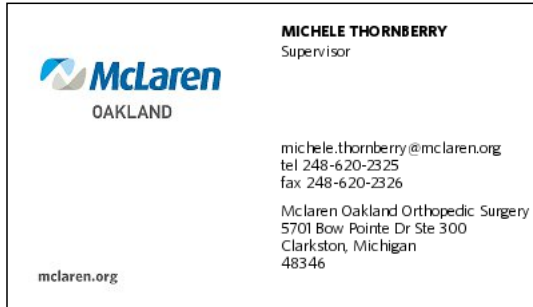 McLaren
OAKLAND
mclaren.org
MICHELE THORNBERRY
Supervisor
michele.thornberry@mclaren.org
tel 248-620-2325
fax 248-620-2326
Mclaren Oakland Orthopedic Surgery
5701 Bow Pointe Dr Ste 300
Clarkston, Michigan
48346